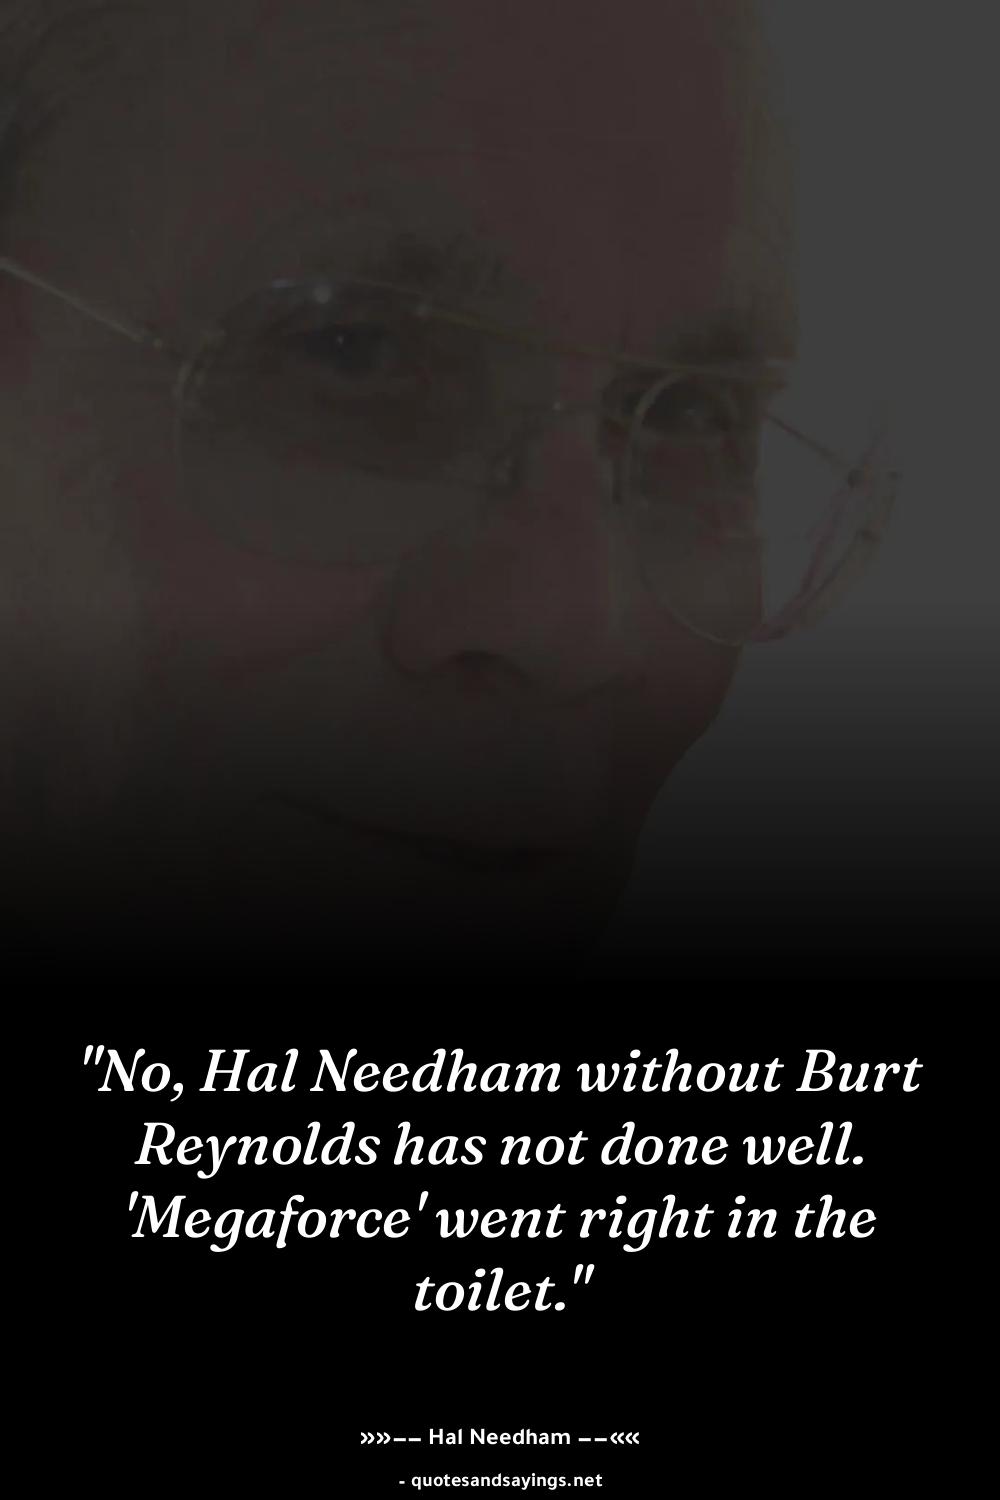 "No, Hal Needham without Burt
Reynolds has not done well.
'Megaforce' went right in the
toilet."
»»-- Hal Needham --««
- quotesandsayings.net